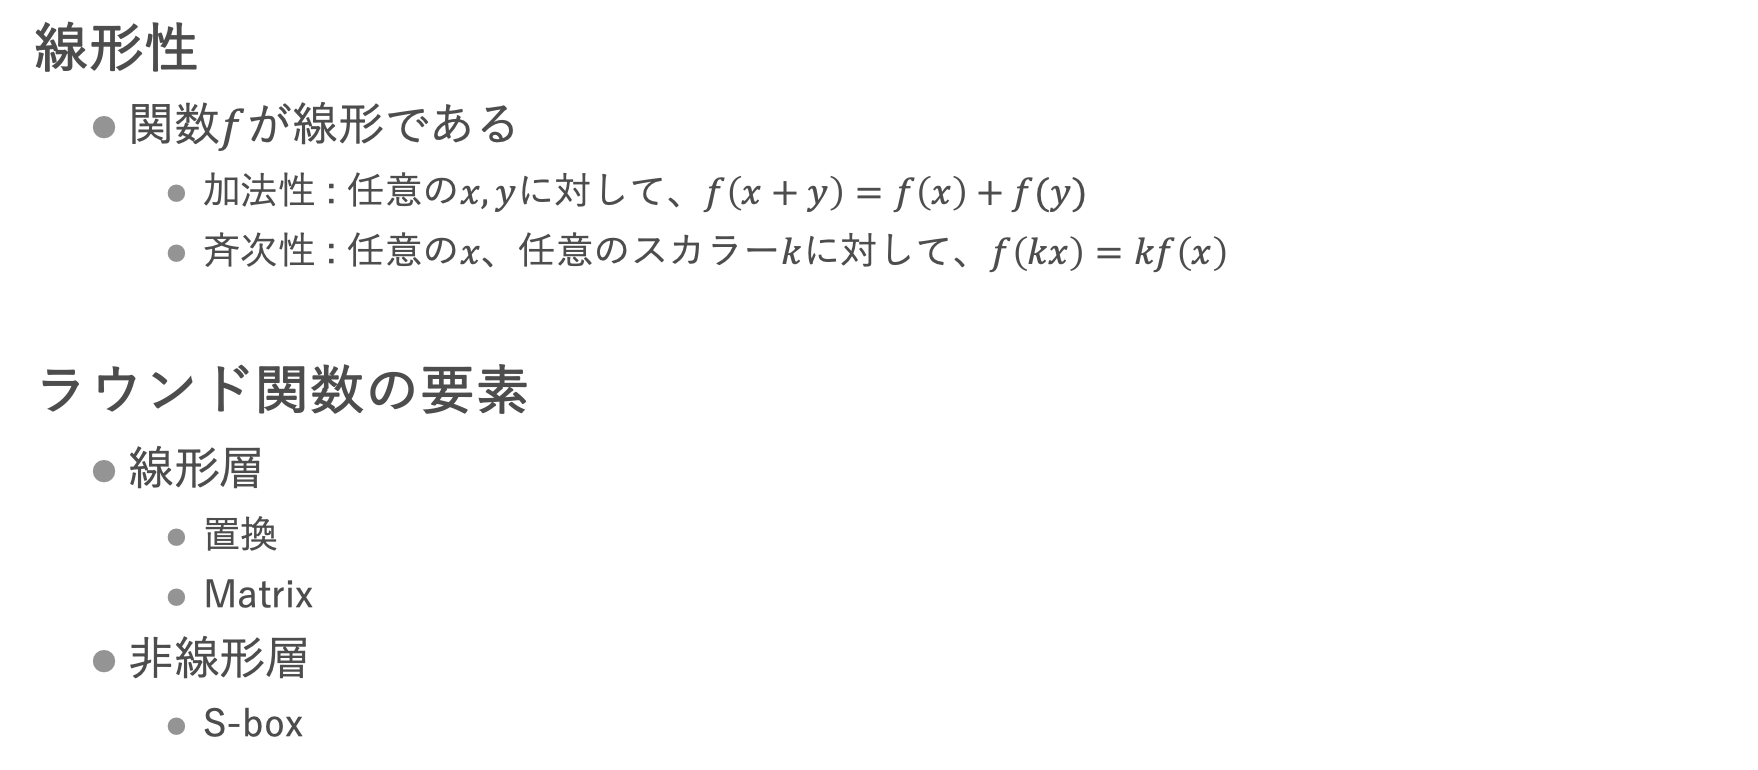 線形性
● 関数f が線形である
● 加法性 : 任意のx, yに対して、f(x + y) = f(x) + f(y)
● 斉次性 : 任意のx、任意のスカラーkに対して、f(kx) = kf(x)
ラウンド関数の要素
● 線形層
● 置換
● Matrix
● 非線形層
● S-box